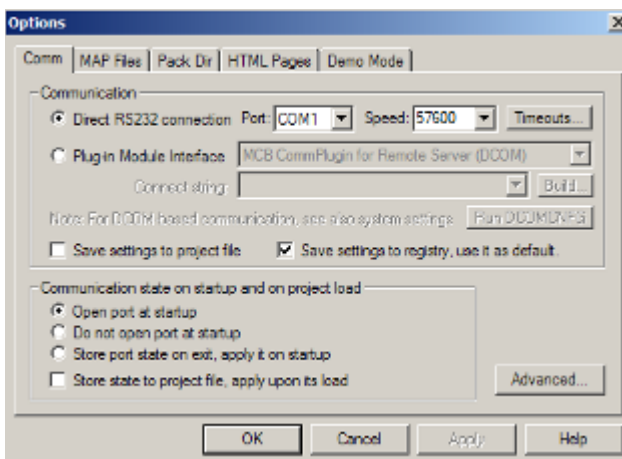 Options
Comm MAP Files Pack Dir HTML Pages Demo Mode
Communication
Direct RS232 connection Port: COM1 Speed: 57600 Timeouts...
Plug-in Module Interface MCB CommPlugin for Remote Server (DCOM)
Connect string: Build...
Note: For DCOM based communication, see also system settings Run DCOMCNFG
Save settings to project file Save settings to registry, use it as default.
Communication state on startup and on project load
Open port at startup
Do not open port at startup
Store port state on exit, apply it on startup
Store state to project file, apply upon its load Advanced...
OK Cancel Apply Help